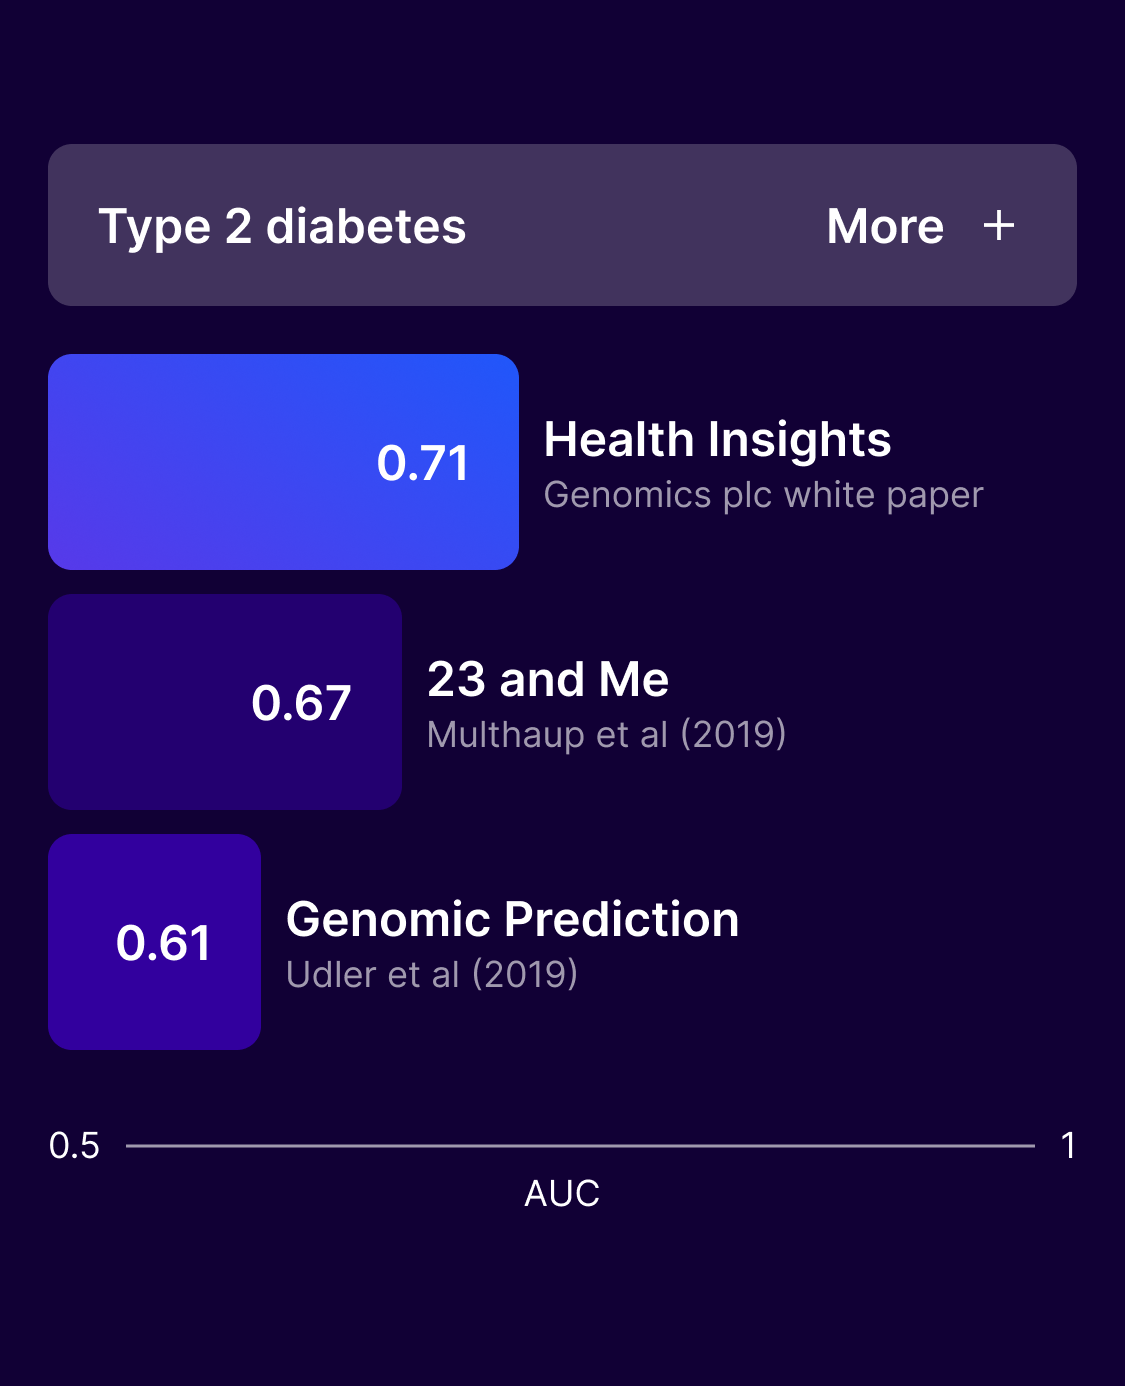 Type 2 diabetes More +
0.71
Health Insights
Genomics plc white paper
0.67
23 and Me
Multhaup et al (2019)
0.61
Genomic Prediction
Udler et al (2019)
0.5 1
AUC